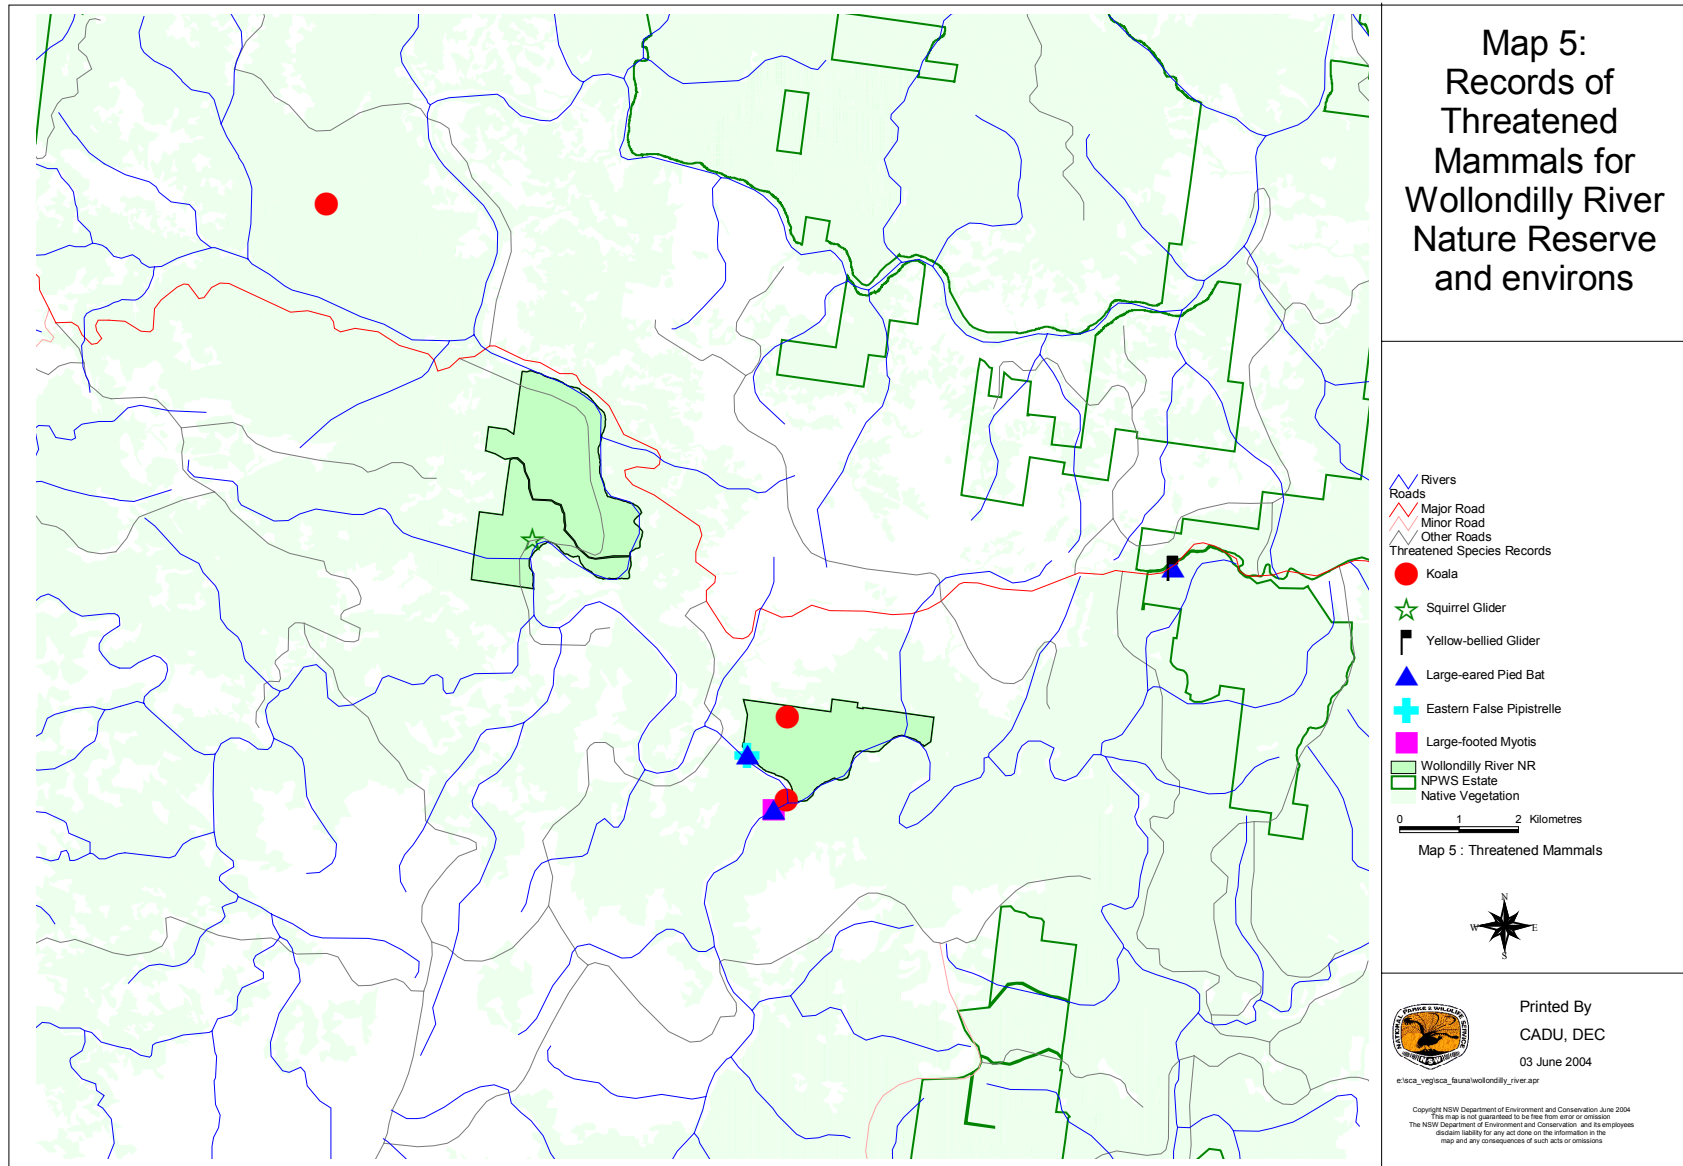 Map 5:
Records of
Threatened
Mammals for
Wollondilly River
Nature Reserve
and environs
Rivers
Roads
Major Road
Minor Road
Other Roads
Threatened Species Records
Koala
Squirrel Glider
Yellow-bellied Glider
Large-eared Pied Bat
Eastern False Pipistrelle
Large-footed Myotis
Wollondilly River NR
NPWS Estate
Native Vegetation
0 1 2 Kilometres
Map 5 : Threatened Mammals
N
W E
S
NATIONAL PARKS & WILDLIFE SERVICE
NSW
Printed By
CADU, DEC
03 June 2004
e:\sca_veg\sca_fauna\wollondilly_river.apr
Copyright NSW Department of Environment and Conservation June 2004
This map is not guaranteed to be free from error or omission
The NSW Department of Environment and Conservation and its employees
disclaim liability for any act done on the information in the
map and any consequences of such acts or omissions